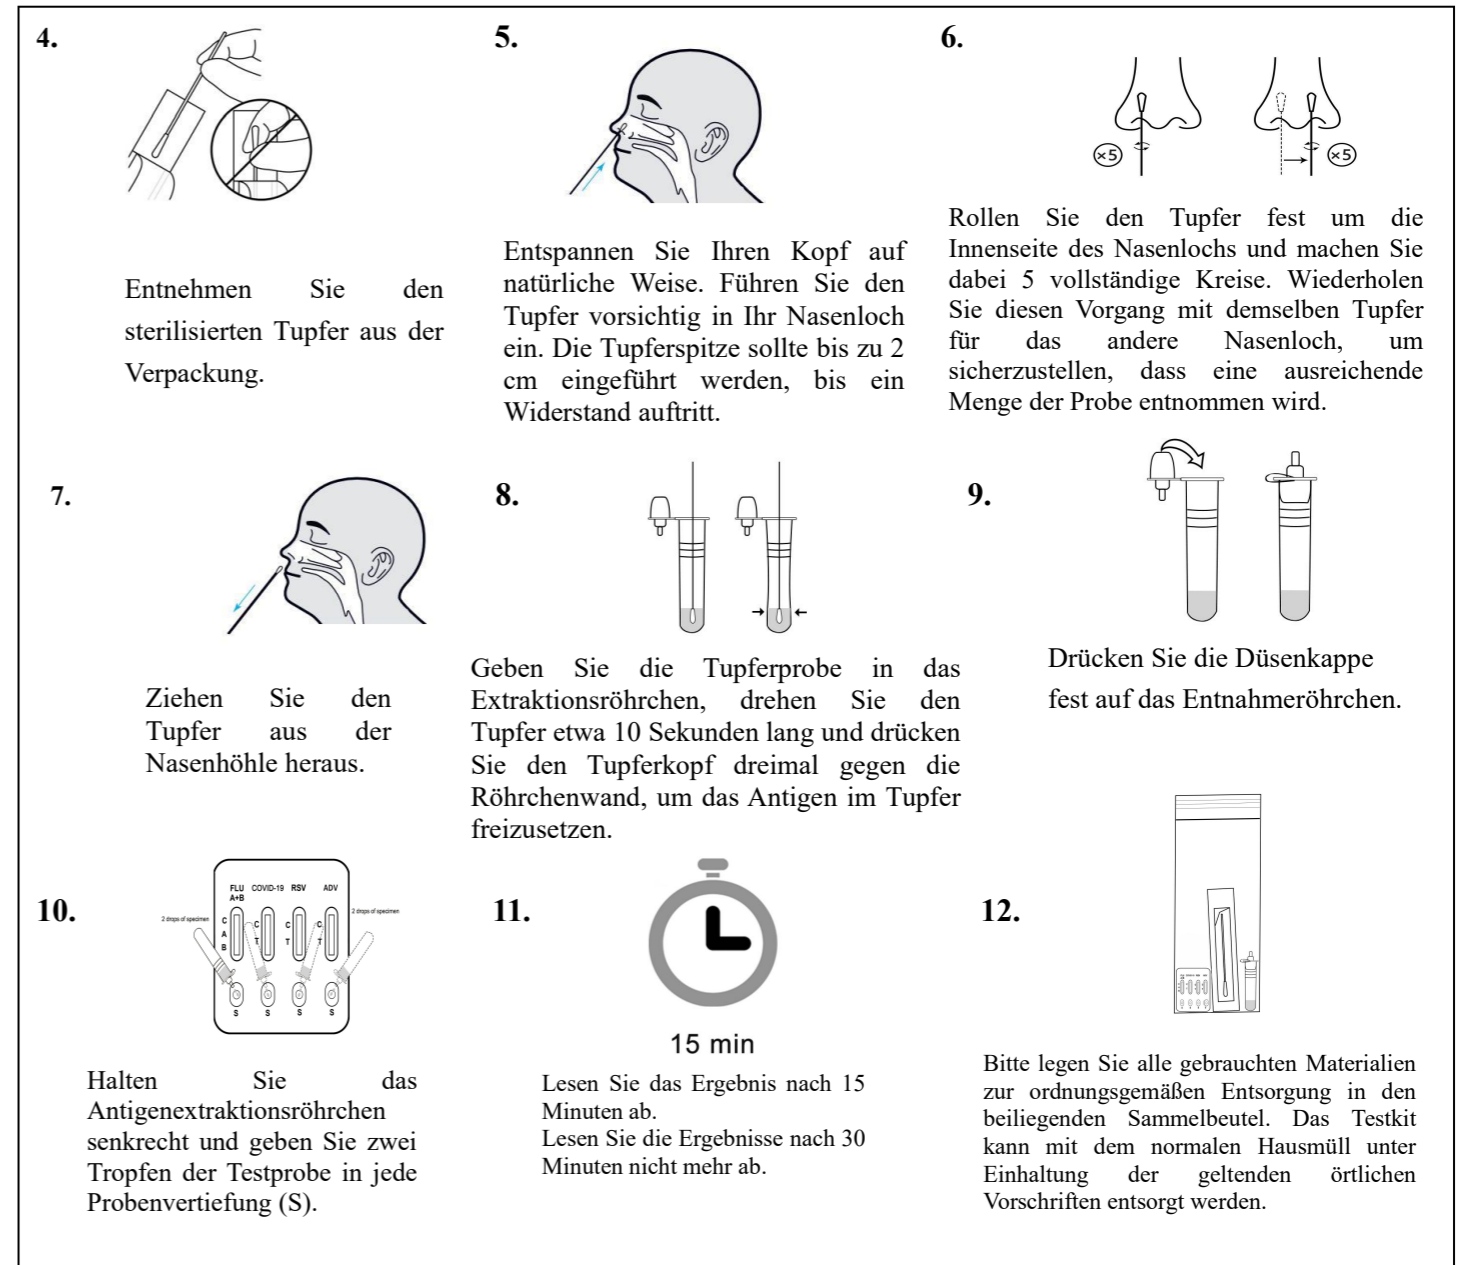 4.
Entnehmen Sie den
sterilisierten Tupfer aus der
Verpackung.
5.
Entspannen Sie Ihren Kopf auf
natürliche Weise. Führen Sie den
Tupfer vorsichtig in Ihr Nasenloch
ein. Die Tupferspitze sollte bis zu 2
cm eingeführt werden, bis ein
Widerstand auftritt.
6.
×5
×5
Rollen Sie den Tupfer fest um die
Innenseite des Nasenlochs und machen Sie
dabei 5 vollständige Kreise. Wiederholen
Sie diesen Vorgang mit demselben Tupfer
für das andere Nasenloch, um
sicherzustellen, dass eine ausreichende
Menge der Probe entnommen wird.
7.
Ziehen Sie den
Tupfer aus der
Nasenhöhle heraus.
8.
Geben Sie die Tupferprobe in das
Extraktionsröhrchen, drehen Sie den
Tupfer etwa 10 Sekunden lang und drücken
Sie den Tupferkopf dreimal gegen die
Röhrchenwand, um das Antigen im Tupfer
freizusetzen.
9.
Drücken Sie die Düsenkappe
fest auf das Entnahmeröhrchen.
10.
FLU COVID-19 RSV ADV
A+B
2 drops of specimen
2 drops of specimen
C C C C
A
B T T T
S S S S
Halten Sie das
Antigenextraktionsröhrchen
senkrecht und geben Sie zwei
Tropfen der Testprobe in jede
Probenvertiefung (S).
11.
15 min
Lesen Sie das Ergebnis nach 15
Minuten ab.
Lesen Sie die Ergebnisse nach 30
Minuten nicht mehr ab.
12.
Bitte legen Sie alle gebrauchten Materialien
zur ordnungsgemäßen Entsorgung in den
beiliegenden Sammelbeutel. Das Testkit
kann mit dem normalen Hausmüll unter
Einhaltung der geltenden örtlichen
Vorschriften entsorgt werden.